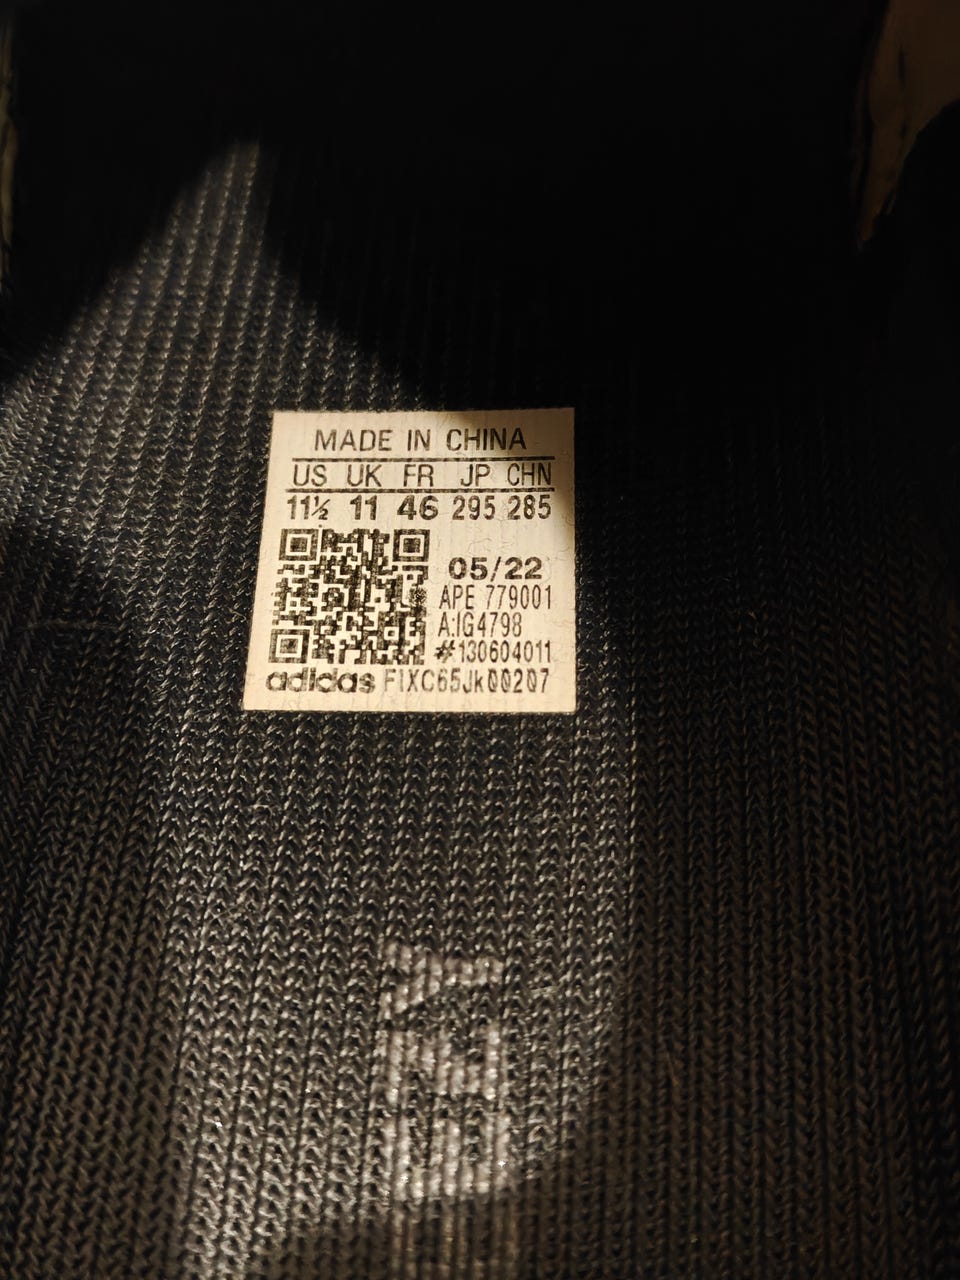 MADE IN CHINA
US UK FR JP CHN
11½ 11 46 295 285
05/22
APE 779001
A:IG4798
#130604011
adidas F1XC65Jk00207